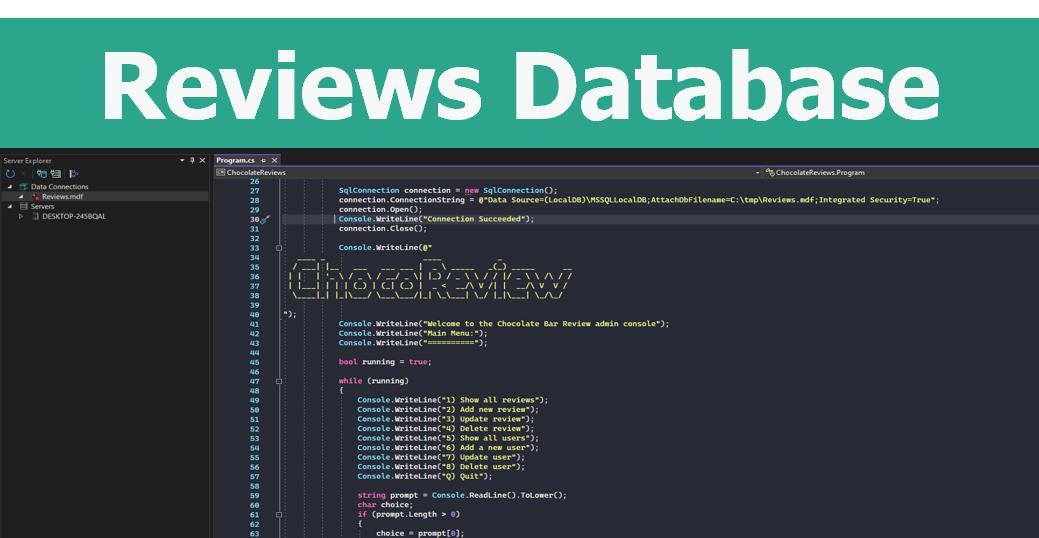 Reviews Database
Server Explorer
Data Connections
Reviews.mdf
Servers
DESKTOP-245BQAL
Program.cs
ChocolateReviews
ChocolateReviews.Program
26
27 SqlConnection connection = new SqlConnection();
28 connection.ConnectionString = @"Data Source=(LocalDB)\MSSQLLocalDB;AttachDbFilename=C:\tmp\Reviews.mdf;Integrated Security=True";
29 connection.Open();
30 Console.WriteLine("Connection Succeeded");
31 connection.Close();
32
33 Console.WriteLine(@"
34
35
36
37
38
39
40 ");
41 Console.WriteLine("Welcome to the Chocolate Bar Review admin console");
42 Console.WriteLine("Main Menu:");
43 Console.WriteLine("==========");
44
45 bool running = true;
46
47 while (running)
48 {
49 Console.WriteLine("1) Show all reviews");
50 Console.WriteLine("2) Add new review");
51 Console.WriteLine("3) Update review");
52 Console.WriteLine("4) Delete review");
53 Console.WriteLine("5) Show all users");
54 Console.WriteLine("6) Add a new user");
55 Console.WriteLine("7) Update user");
56 Console.WriteLine("8) Delete user");
57 Console.WriteLine("Q) Quit");
58
59 string prompt = Console.ReadLine().ToLower();
60 char choice;
61 if (prompt.Length > 0)
62 {
63 choice = prompt[0];